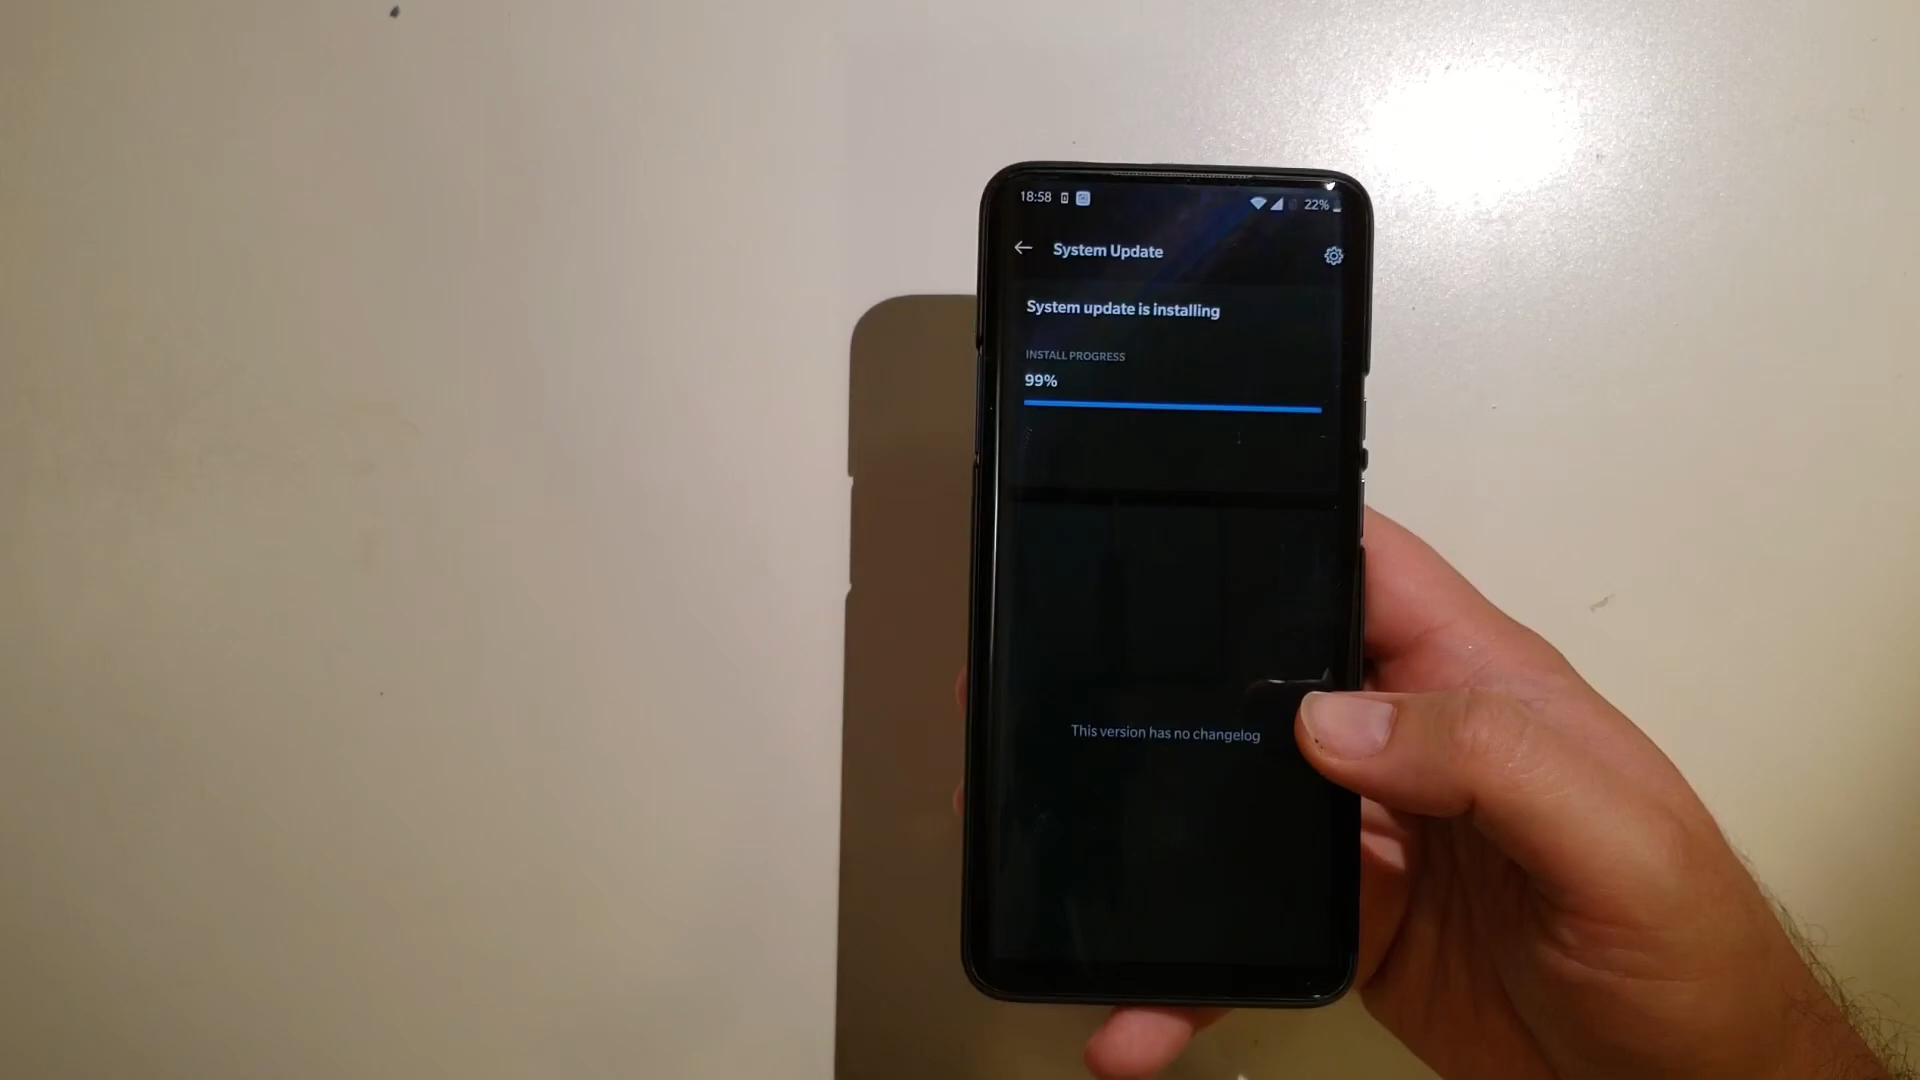 18:58 22%
System Update
System update is installing
INSTALL PROGRESS
99%
This version has no changelog